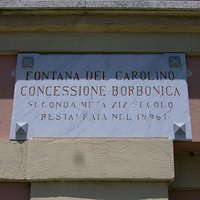 FONTANA DEL CAROLINO
CONCESSIONE BORBONICA
SECONDA METÀ XIX SECOLO
RESTAURATA NEL 1996